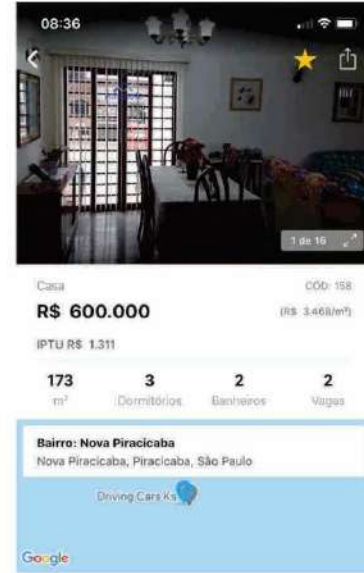 08:36
1 de 16
Casa
CÓD: 158
R$ 600.000
(R$ 3.468/m²)
IPTU R$ 1.311
173 3 2 2
m² Dormitórios Banheiros Vagas
Bairro: Nova Piracicaba
Nova Piracicaba, Piracicaba, São Paulo
Driving Cars Ks
Google